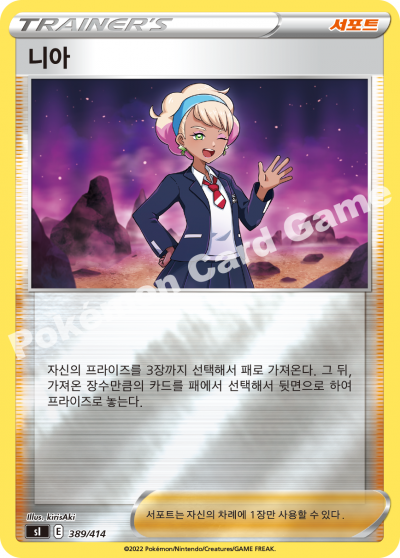 TRAINER'S
서포트
니아
Pokémon Card Game
자신의 프라이즈를 3장까지 선택해서 패로 가져온다. 그 뒤,
가져온 장수만큼의 카드를 패에서 선택해서 뒷면으로 하여
프라이즈로 놓는다.
Illus. kirisAki
sI E 389/414
서포트는 자신의 차례에 1장만 사용할 수 있다.
©2022 Pokémon/Nintendo/Creatures/GAME FREAK.